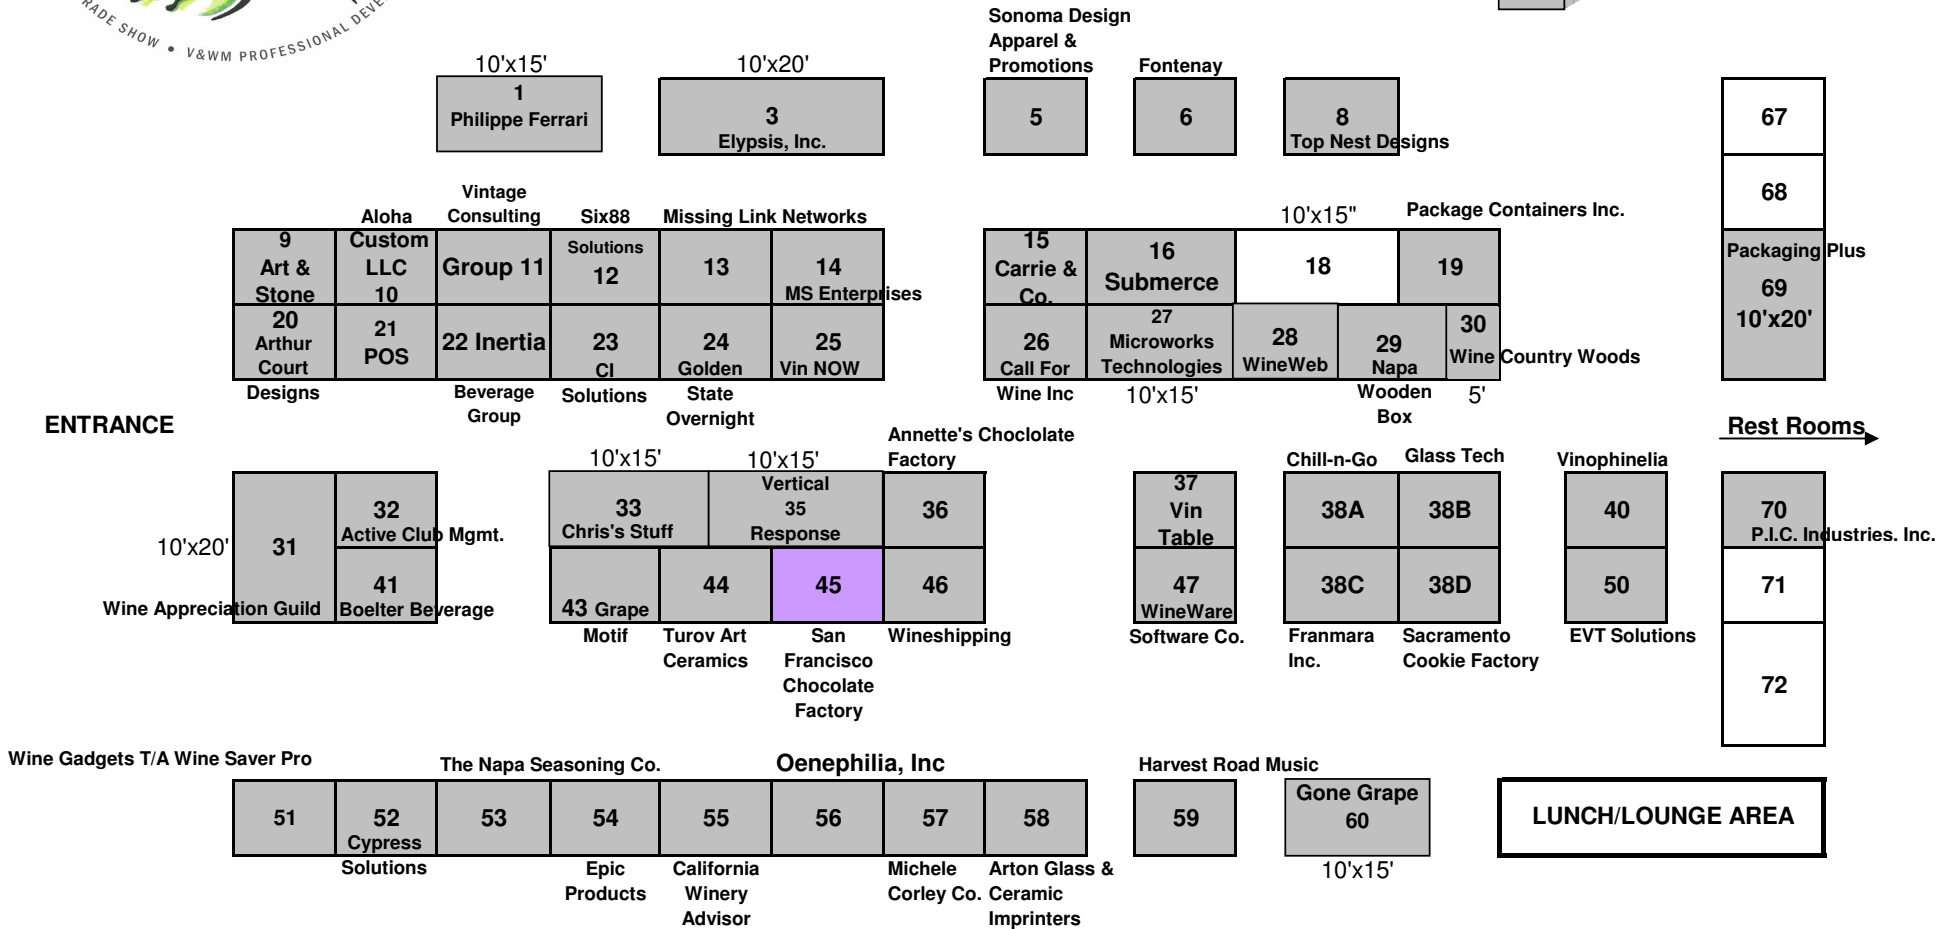 RADE SHOW • V&WM PROFESSIONAL DEVE
Sonoma Design
Apparel &
Promotions
Fontenay
10'x15'
10'x20'
1
Philippe Ferrari
3
Elypsis, Inc.
5
6
8
Top Nest Designs
67
68
Packaging Plus
69
10'x20'
Aloha
Vintage
Consulting
Six88
Missing Link Networks
10'x15"
Package Containers Inc.
9
Art &
Stone
Custom
LLC
10
Group 11
Solutions
12
13
14
MS Enterprises
15
Carrie &
Co.
16
Submerce
18
19
20
Arthur
Court
Designs
21
POS
22 Inertia
Beverage
Group
23
CI
Solutions
24
Golden
State
Overnight
25
Vin NOW
26
Call For
Wine Inc
27
Microworks
Technologies
10'x15'
28
WineWeb
29
Napa
Wooden
Box
30
Wine Country Woods
5'
ENTRANCE
Rest Rooms
10'x20'
31
Wine Appreciation Guild
32
Active Club Mgmt.
41
Boelter Beverage
10'x15'
10'x15'
Annette's Choclolate
Factory
33
Chris's Stuff
Vertical
35
Response
36
43 Grape
Motif
44
Turov Art
Ceramics
45
San
Francisco
Chocolate
Factory
46
Wineshipping
37
Vin
Table
47
WineWare
Software Co.
Chill-n-Go
Glass Tech
38A
38B
38C
38D
Franmara
Inc.
Sacramento
Cookie Factory
Vinophinelia
40
50
EVT Solutions
70
P.I.C. Industries. Inc.
71
72
Wine Gadgets T/A Wine Saver Pro
The Napa Seasoning Co.
Oenephilia, Inc
Harvest Road Music
51
52
Cypress
Solutions
53
54
Epic
Products
55
California
Winery
Advisor
56
57
Michele
Corley Co.
58
Arton Glass &
Ceramic
Imprinters
59
Gone Grape
60
10'x15'
LUNCH/LOUNGE AREA